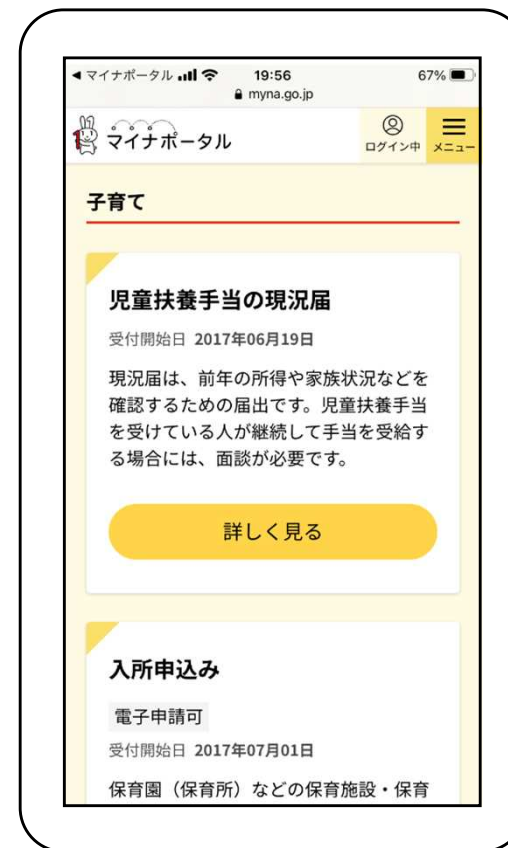 ◀ マイナポータル 19:56 67%
myna.go.jp
マイナポータル
ログイン中 メニュー
子育て
児童扶養手当の現況届
受付開始日 2017年06月19日
現況届は、前年の所得や家族状況などを
確認するための届出です。児童扶養手当
を受けている人が継続して手当を受給す
る場合には、面談が必要です。
詳しく見る
入所申込み
電子申請可
受付開始日 2017年07月01日
保育園（保育所）などの保育施設・保育